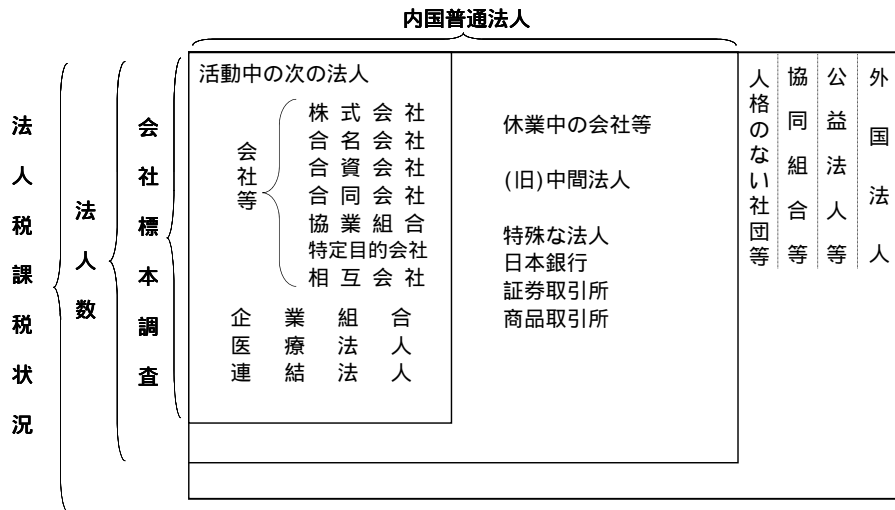 内国普通法人
法人税課税状況
法人数
会社標本調査
活動中の次の法人
会社等
株式会社
合名会社
合資会社
合同会社
協業組合
特定目的会社
相互会社
企業組合
医療法人
連結法人
休業中の会社等
(旧)中間法人
特殊な法人
日本銀行
証券取引所
商品取引所
人格のない社団等
協同組合等
公益法人等
外国法人